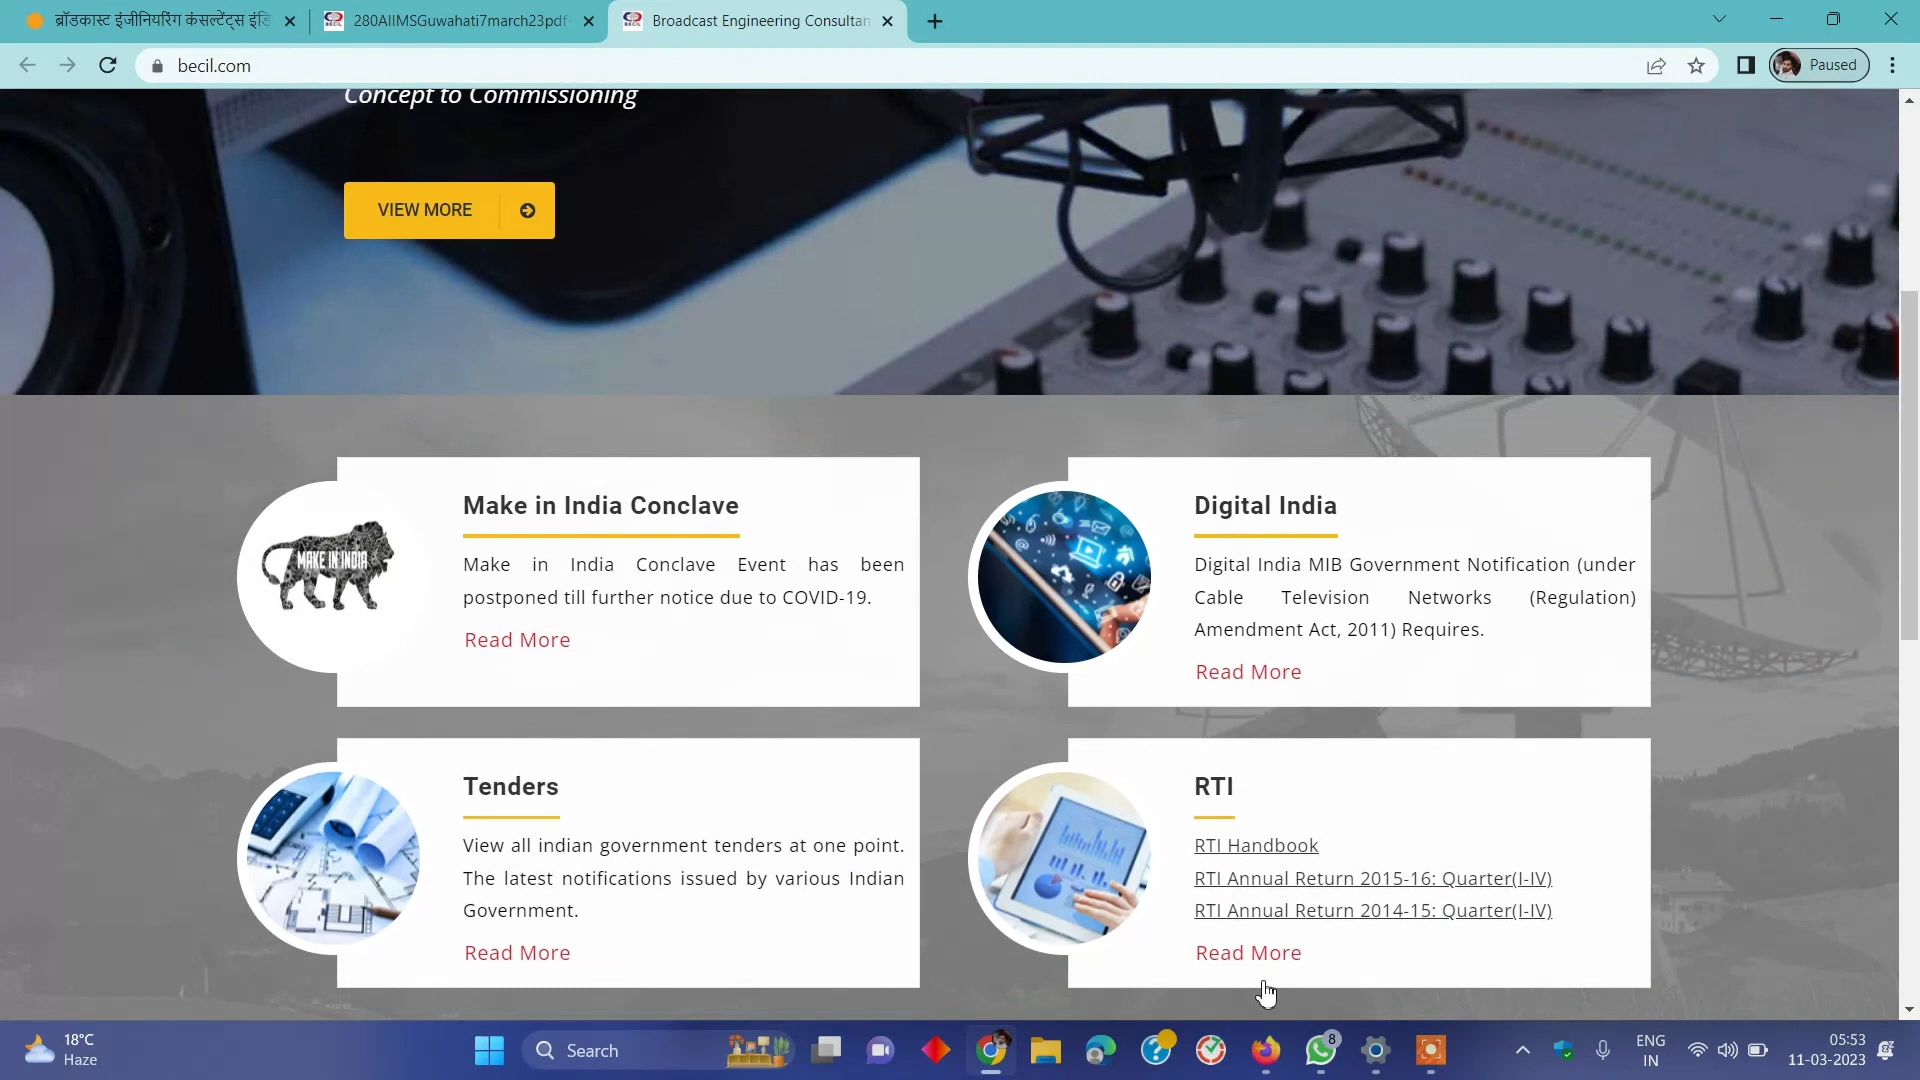 ब्रॉडकास्ट इंजीनियरिंग कंसल्टेंट्स इंडि
280AIIMSGuwahati7march23pdf-
Broadcast Engineering Consultan
becil.com
Paused
Concept to Commissioning
VIEW MORE
Make in India Conclave
MAKE IN INDIA
Make in India Conclave Event has been
postponed till further notice due to COVID-19.
Read More
Digital India
Digital India MIB Government Notification (under
Cable Television Networks (Regulation)
Amendment Act, 2011) Requires.
Read More
Tenders
View all indian government tenders at one point.
The latest notifications issued by various Indian
Government.
Read More
RTI
RTI Handbook
RTI Annual Return 2015-16: Quarter(I-IV)
RTI Annual Return 2014-15: Quarter(I-IV)
Read More
18°C
Haze
Search
8
ENG
IN
05:53
11-03-2023